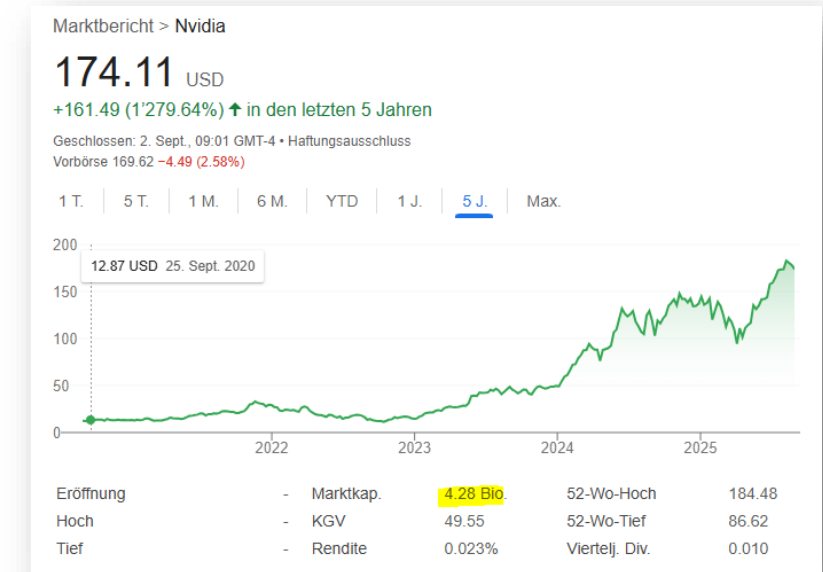 Marktbericht > Nvidia
174.11 USD
+161.49 (1'279.64%) ↑ in den letzten 5 Jahren
Geschlossen: 2. Sept., 09:01 GMT-4 • Haftungsausschluss
Vorbörse 169.62 −4.49 (2.58%)
1 T. 5 T. 1 M. 6 M. YTD 1 J. 5 J. Max.
200
12.87 USD 25. Sept. 2020
150
100
50
0
2022 2023 2024 2025
Eröffnung - Marktkap. 4.28 Bio. 52-Wo-Hoch 184.48
Hoch - KGV 49.55 52-Wo-Tief 86.62
Tief - Rendite 0.023% Viertelj. Div. 0.010